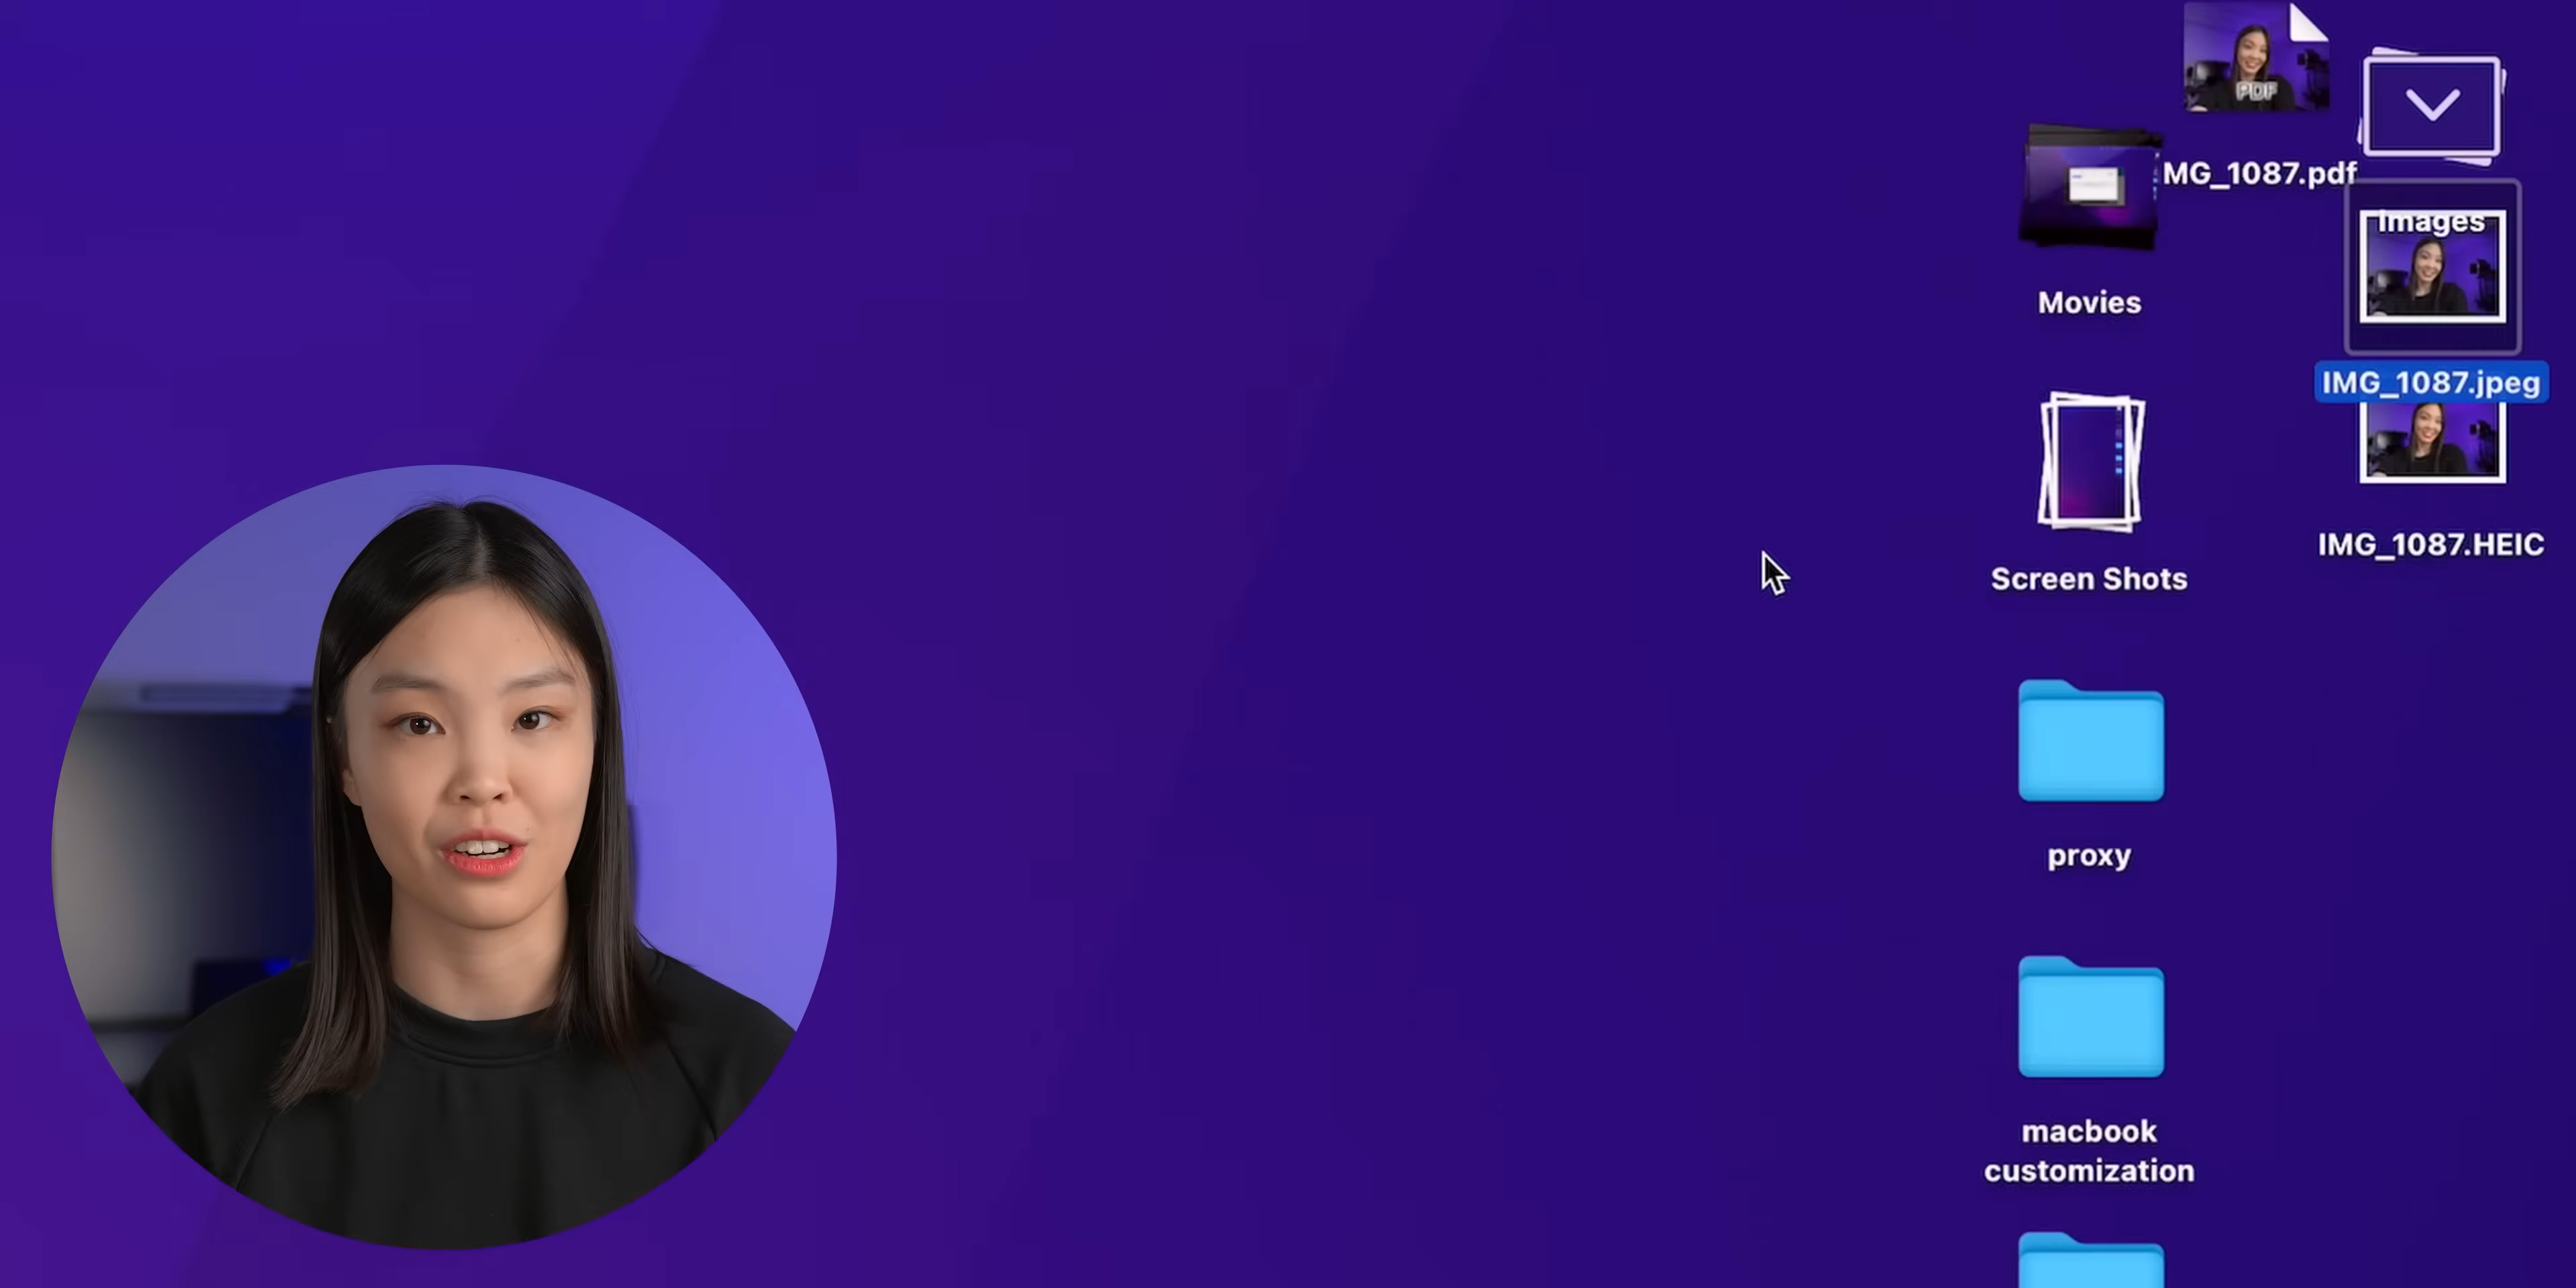 PDF
MG_1087.pdf
Images
Movies
IMG_1087.jpeg
IMG_1087.HEIC
Screen Shots
proxy
macbook
customization